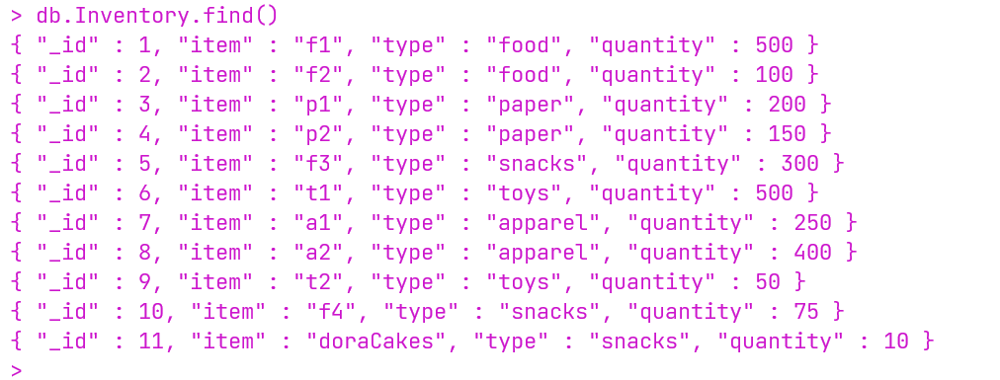 > db.Inventory.find()
{ "_id" : 1, "item" : "f1", "type" : "food", "quantity" : 500 }
{ "_id" : 2, "item" : "f2", "type" : "food", "quantity" : 100 }
{ "_id" : 3, "item" : "p1", "type" : "paper", "quantity" : 200 }
{ "_id" : 4, "item" : "p2", "type" : "paper", "quantity" : 150 }
{ "_id" : 5, "item" : "f3", "type" : "snacks", "quantity" : 300 }
{ "_id" : 6, "item" : "t1", "type" : "toys", "quantity" : 500 }
{ "_id" : 7, "item" : "a1", "type" : "apparel", "quantity" : 250 }
{ "_id" : 8, "item" : "a2", "type" : "apparel", "quantity" : 400 }
{ "_id" : 9, "item" : "t2", "type" : "toys", "quantity" : 50 }
{ "_id" : 10, "item" : "f4", "type" : "snacks", "quantity" : 75 }
{ "_id" : 11, "item" : "doraCakes", "type" : "snacks", "quantity" : 10 }
>